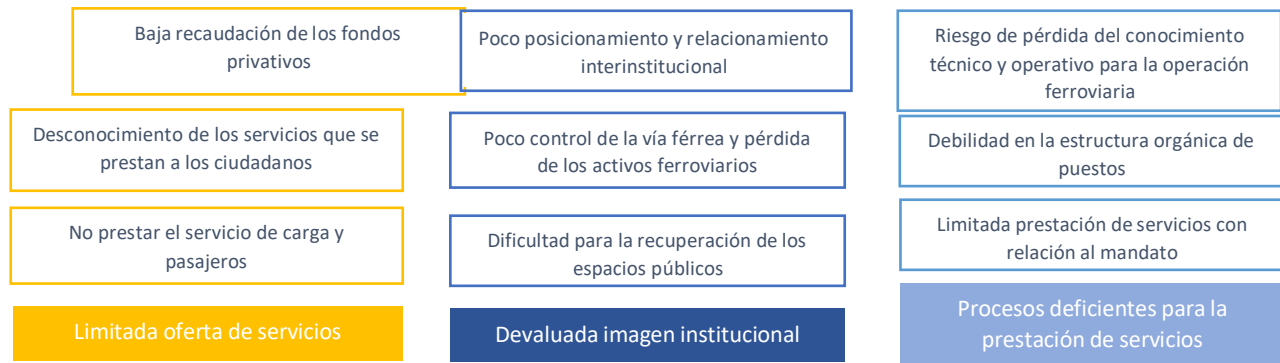 Baja recaudación de los fondos
privativos
Desconocimiento de los servicios que se
prestan a los ciudadanos
No prestar el servicio de carga y
pasajeros
Limitada oferta de servicios
Poco posicionamiento y relacionamiento
interinstitucional
Poco control de la vía férrea y pérdida
de los activos ferroviarios
Dificultad para la recuperación de los
espacios públicos
Devaluada imagen institucional
Riesgo de pérdida del conocimiento
técnico y operativo para la operación
ferroviaria
Debilidad en la estructura orgánica de
puestos
Limitada prestación de servicios con
relación al mandato
Procesos deficientes para la
prestación de servicios